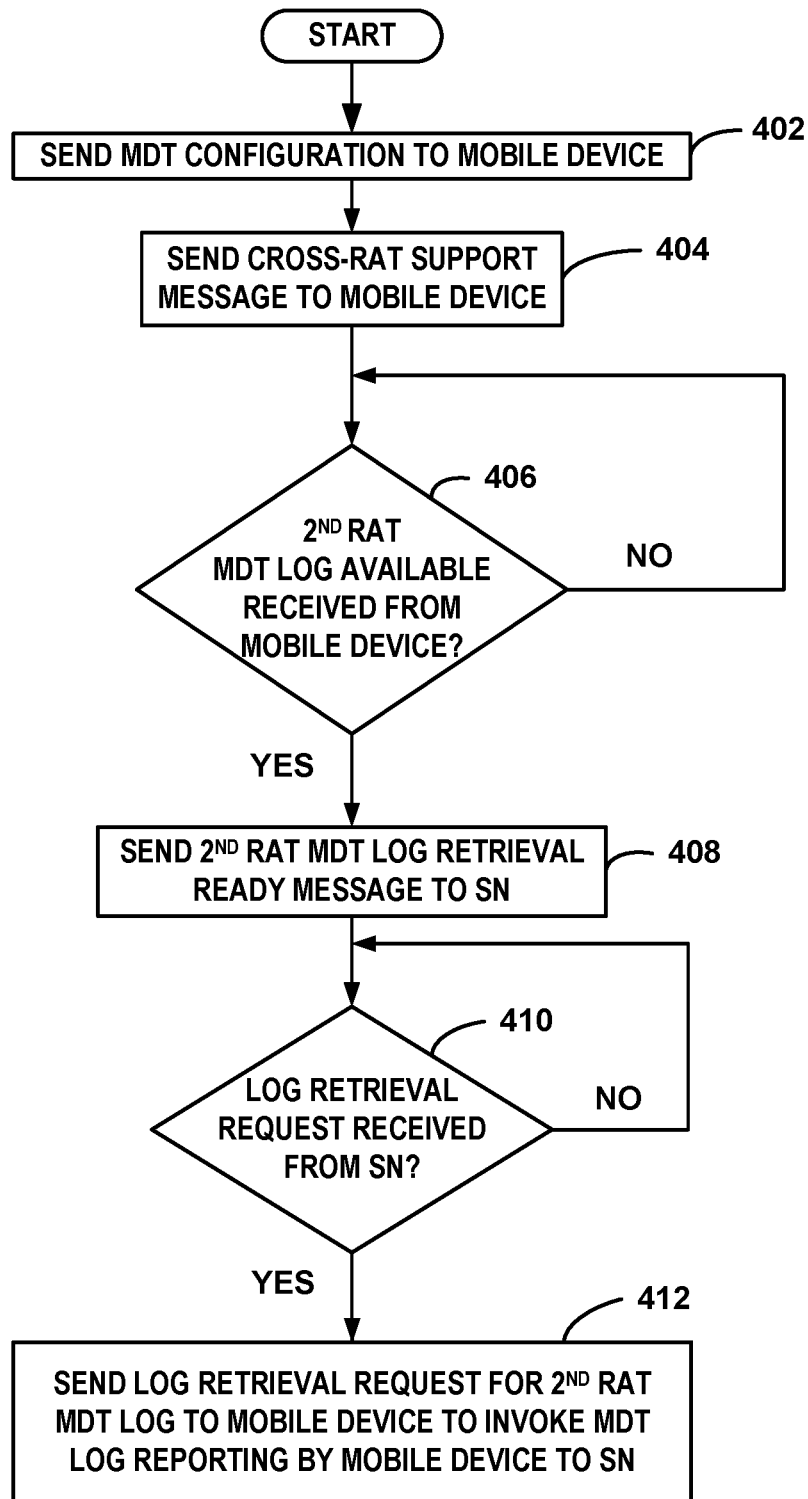 START
402
SEND MDT CONFIGURATION TO MOBILE DEVICE
404
SEND CROSS-RAT SUPPORT
MESSAGE TO MOBILE DEVICE
406
2ND RAT
MDT LOG AVAILABLE
RECEIVED FROM
MOBILE DEVICE?
NO
YES
SEND 2ND RAT MDT LOG RETRIEVAL
READY MESSAGE TO SN
408
410
LOG RETRIEVAL
REQUEST RECEIVED
FROM SN?
NO
YES
412
SEND LOG RETRIEVAL REQUEST FOR 2ND RAT
MDT LOG TO MOBILE DEVICE TO INVOKE MDT
LOG REPORTING BY MOBILE DEVICE TO SN